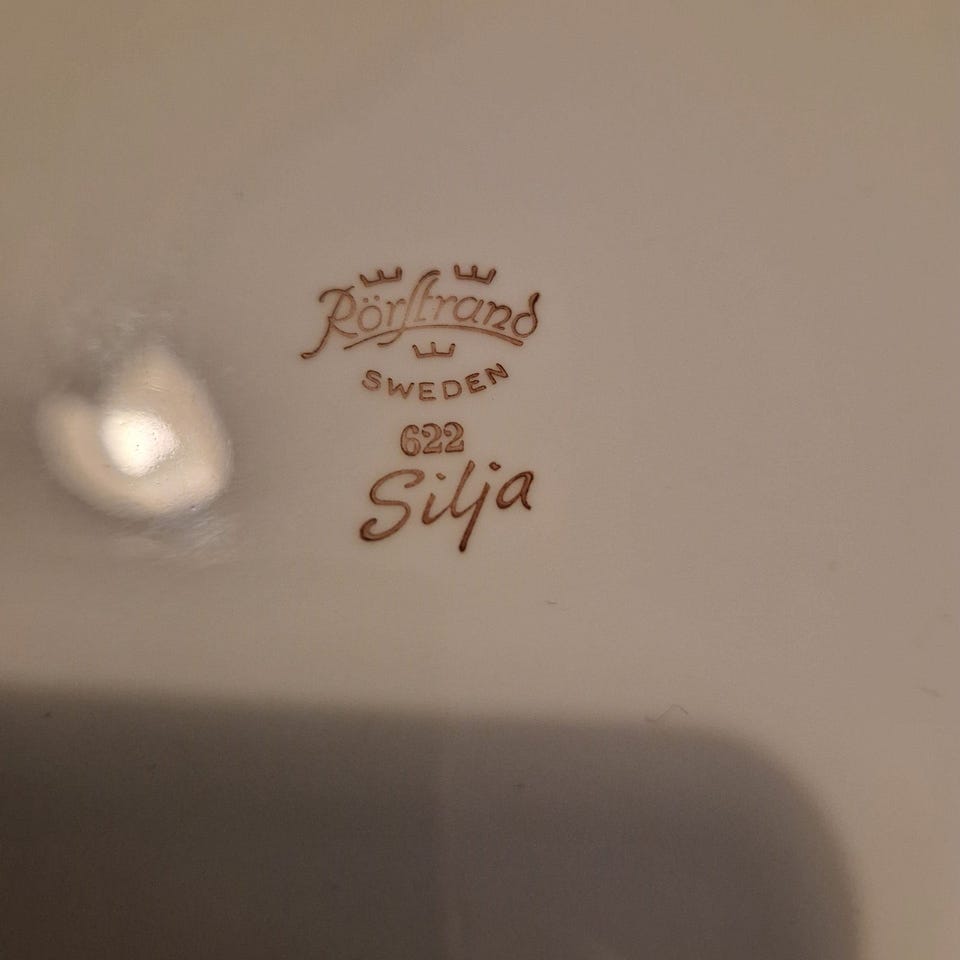 Rörstrand
SWEDEN
622
Silja